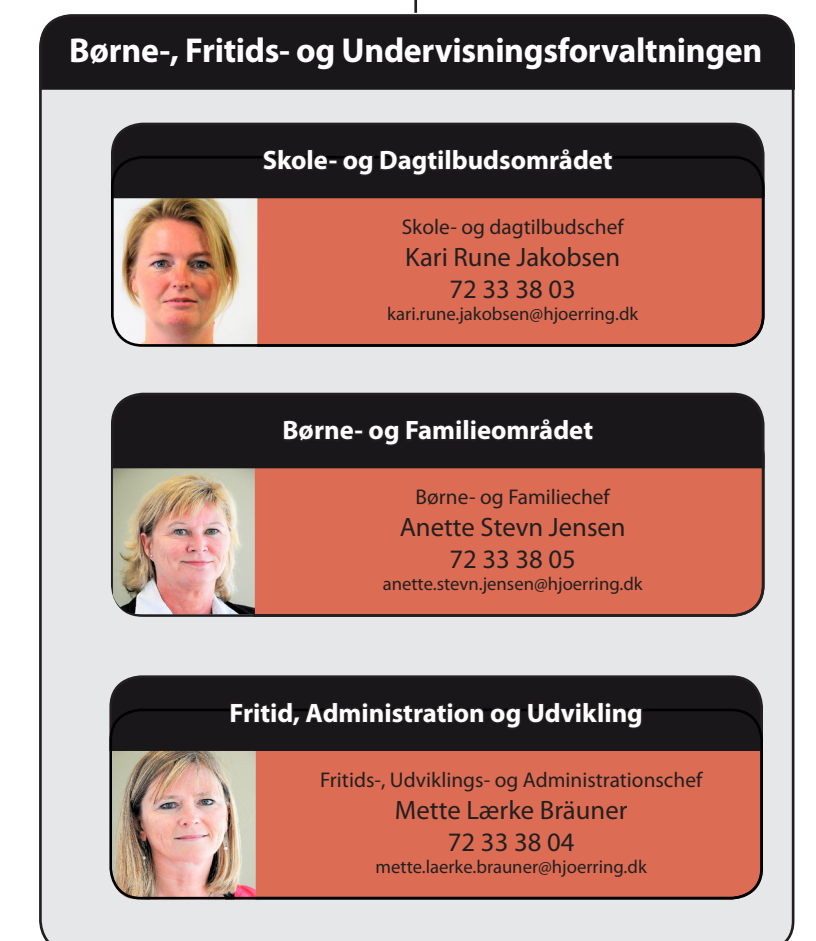 Børne-, Fritids- og Undervisningsforvaltningen
Skole- og Dagtilbudsområdet
Skole- og dagtilbudschef
Kari Rune Jakobsen
72 33 38 03
kari.rune.jakobsen@hjoerring.dk
Børne- og Familieområdet
Børne- og Familiechef
Anette Stevn Jensen
72 33 38 05
anette.stevn.jensen@hjoerring.dk
Fritid, Administration og Udvikling
Fritids-, Udviklings- og Administrationschef
Mette Lærke Bräuner
72 33 38 04
mette.laerke.brauner@hjoerring.dk